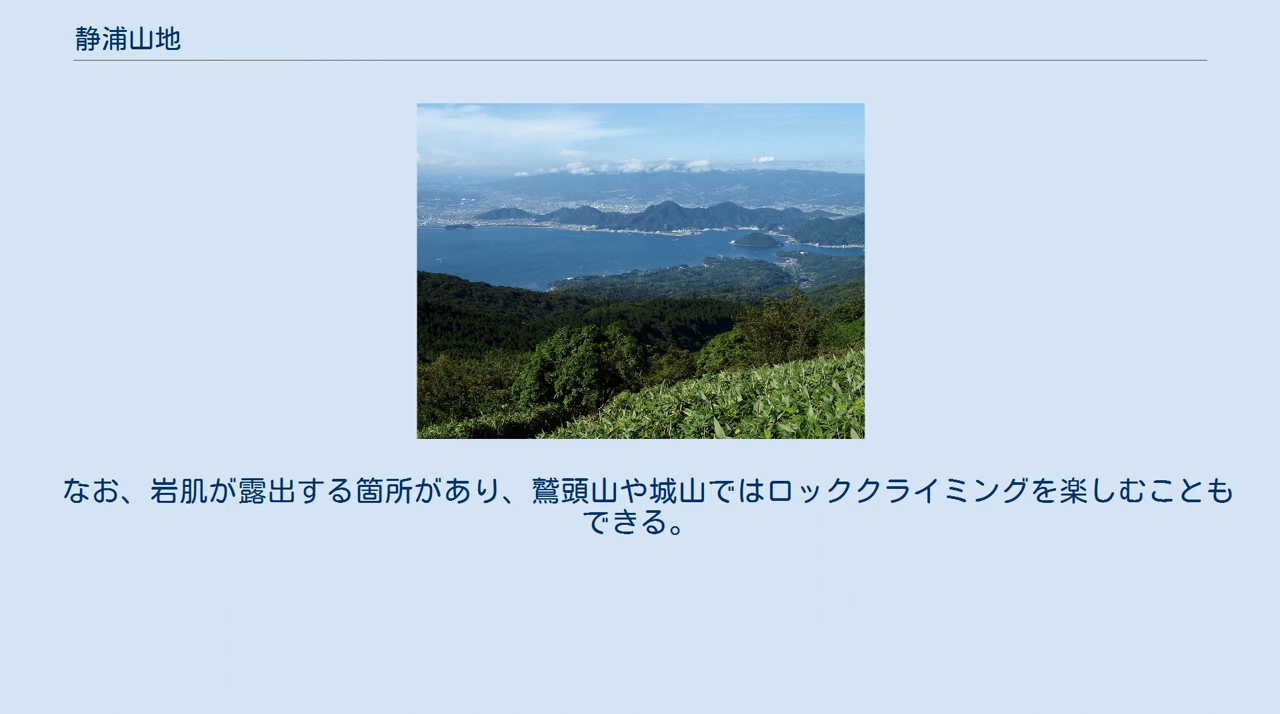 静浦山地
なお、岩肌が露出する箇所があり、鷲頭山や城山ではロッククライミングを楽しむことも
できる。